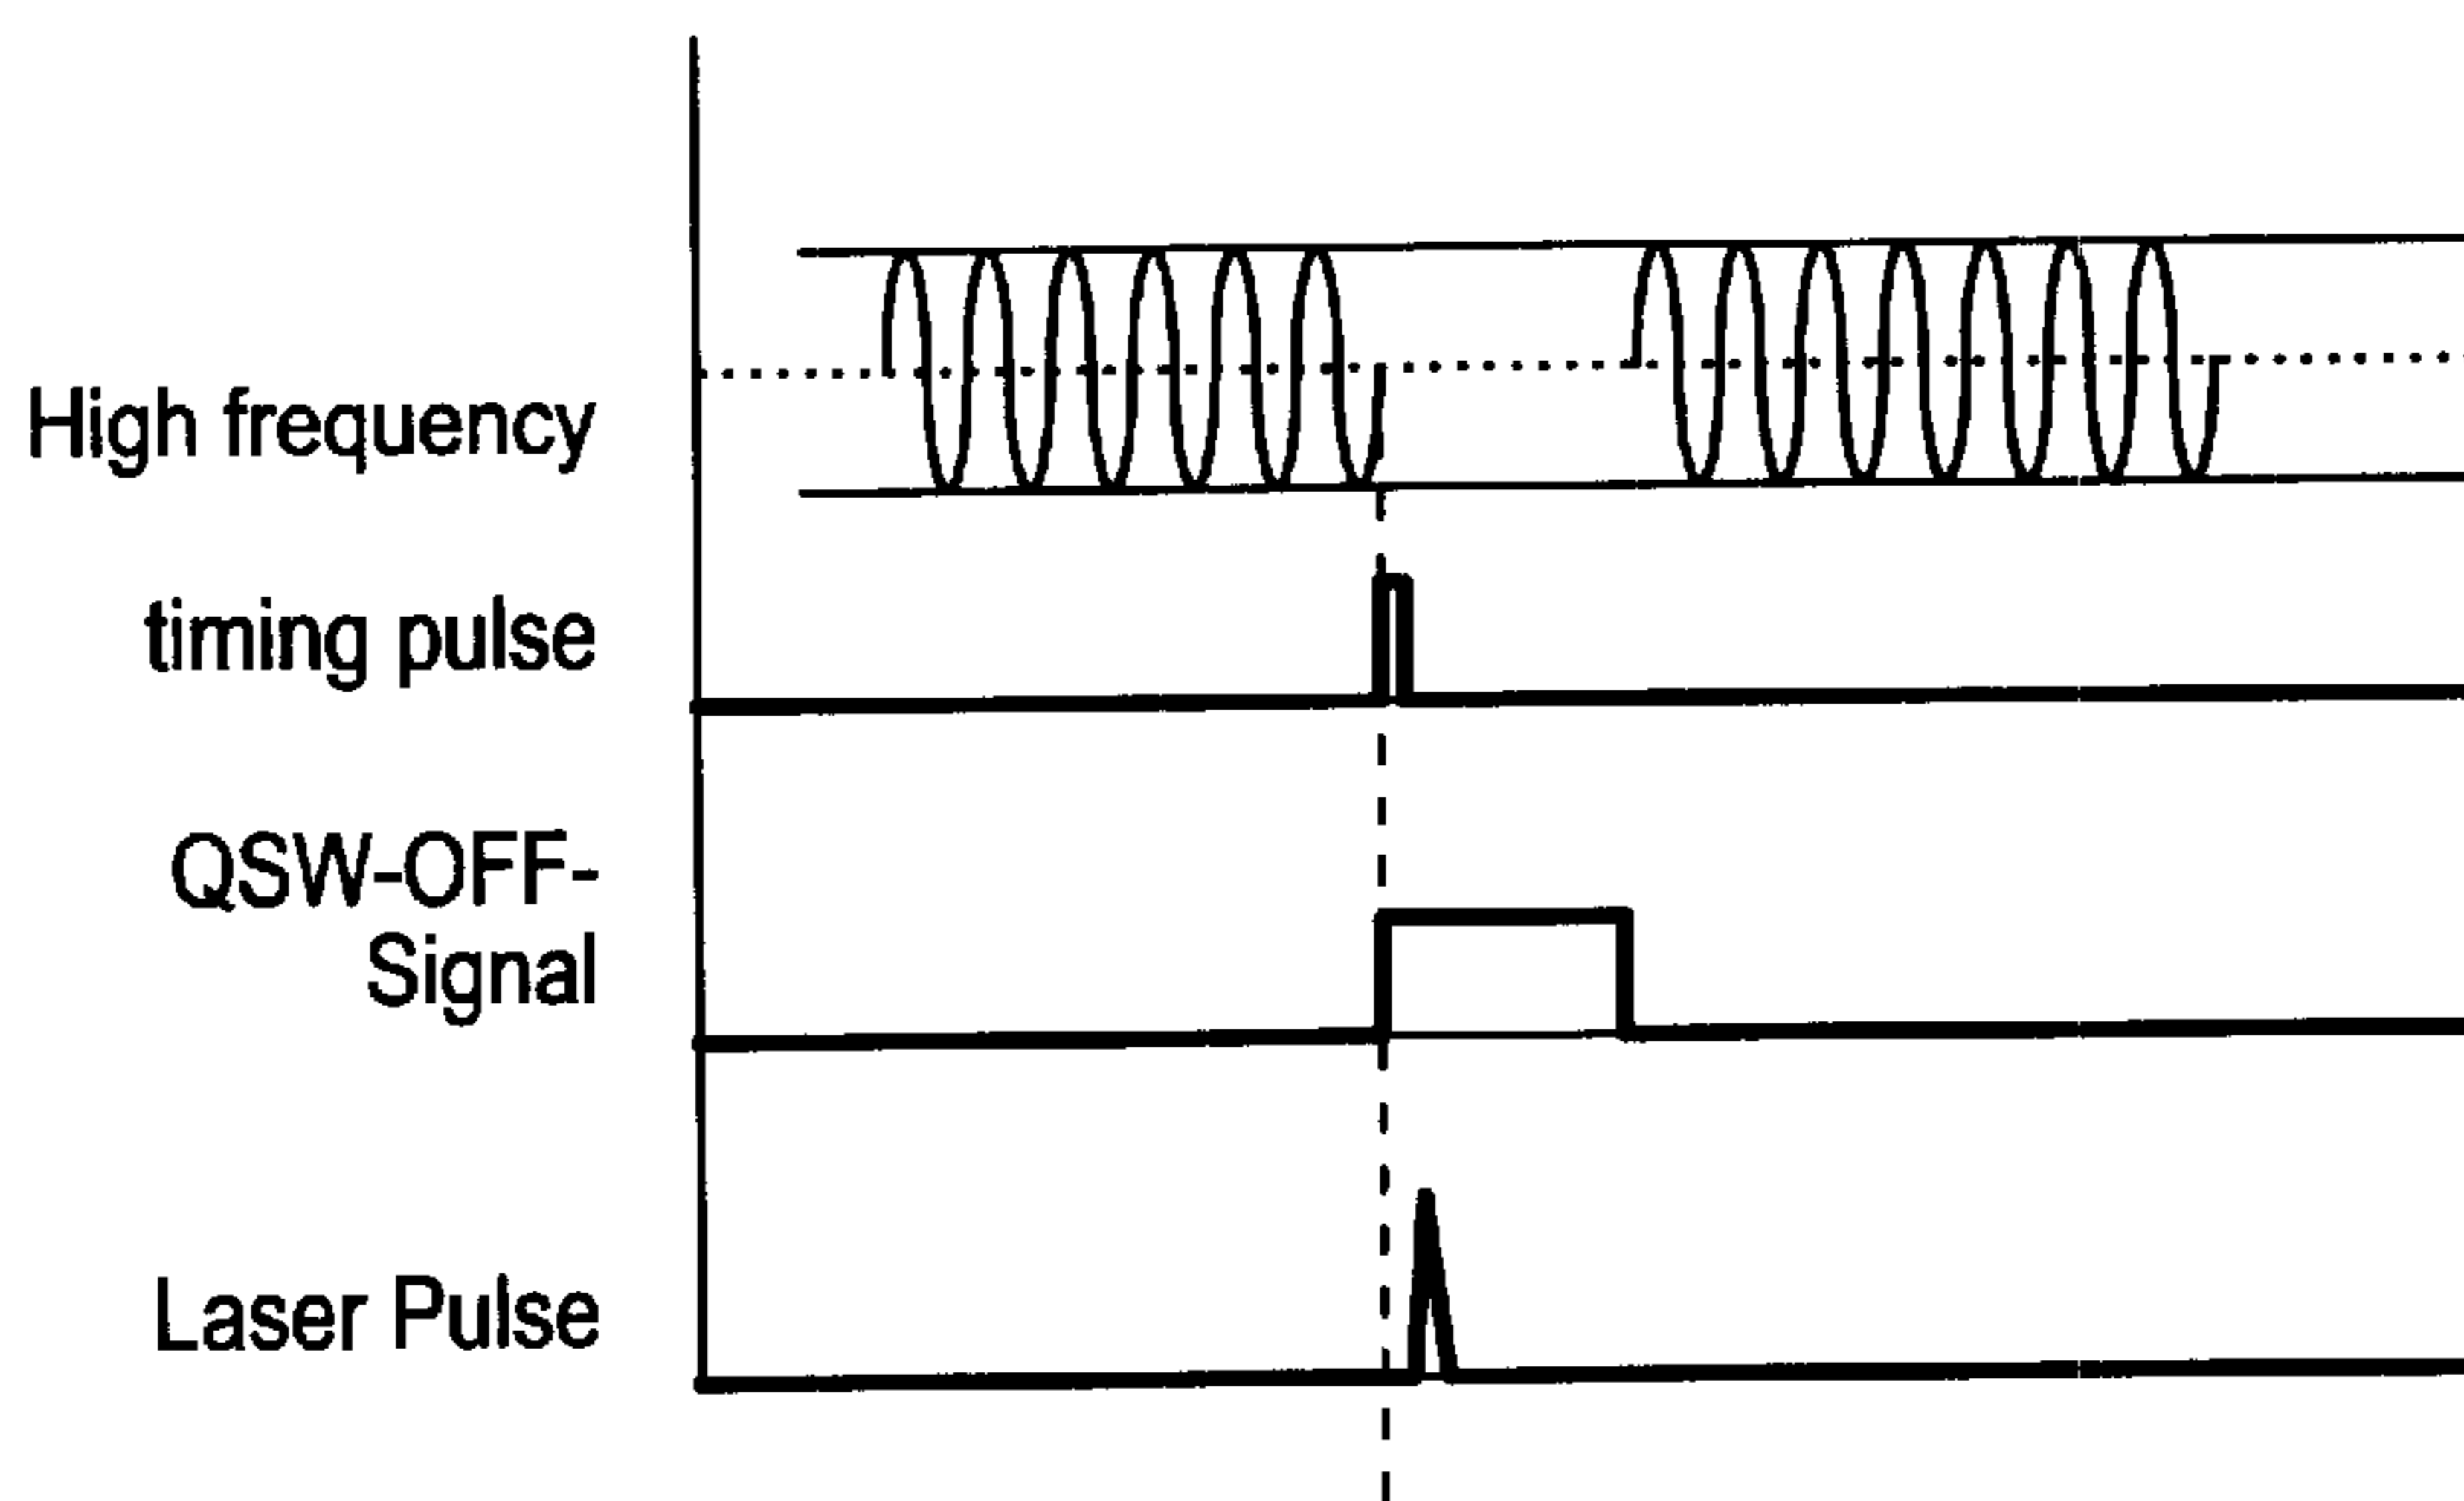 High frequency
timing pulse
QSW-OFF-
Signal
Laser Pulse